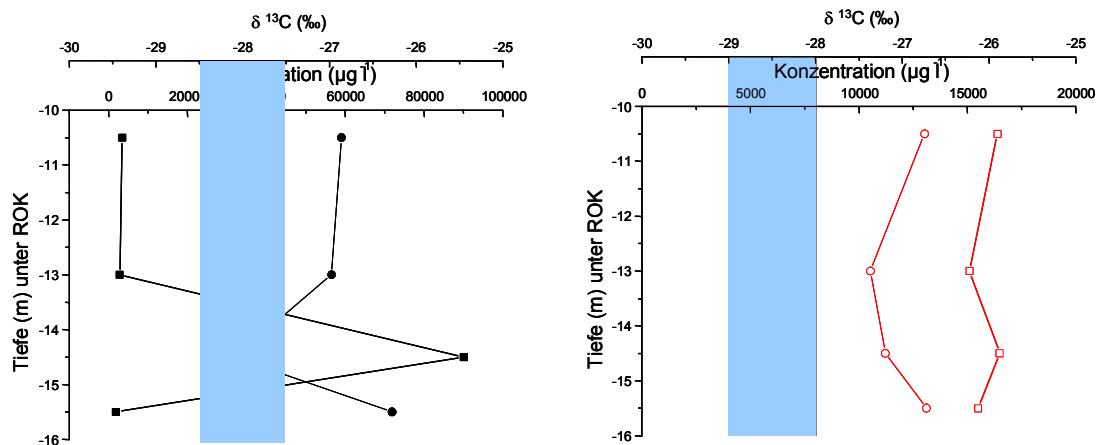 δ ¹³C (‰)
-30 -29 -28 -27 -26 -25
ation (µg l⁻¹)
0 2000 60000 80000 100000
-10
-11
-12
-13
-14
-15
-16
Tiefe (m) unter ROK
δ ¹³C (‰)
-30 -29 -28 -27 -26 -25
Konzentration (µg l⁻¹)
0 5000 10000 15000 20000
-10
-11
-12
-13
-14
-15
-16
Tiefe (m) unter ROK